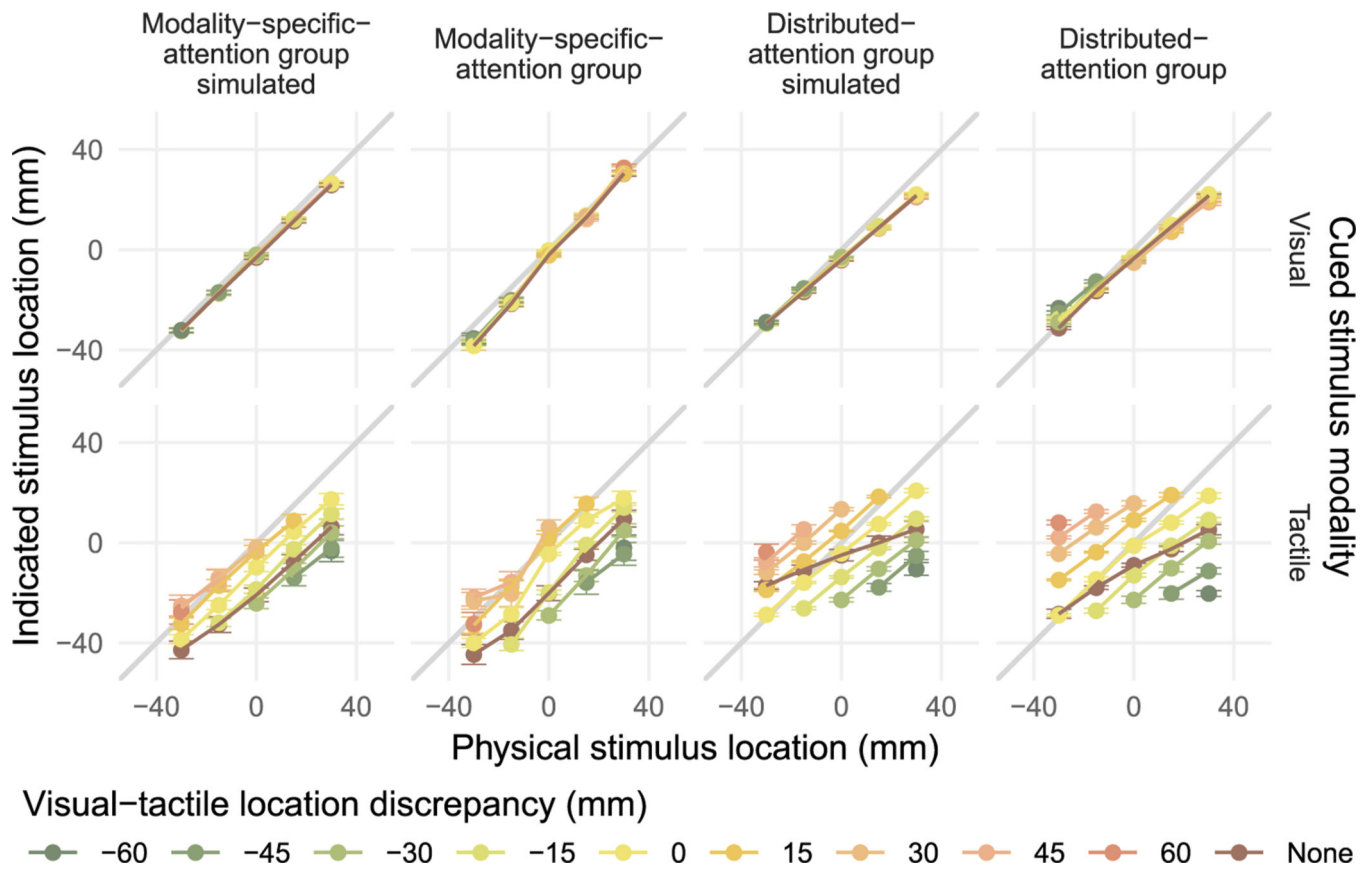 Modality−specific−
attention group
simulated
Modality−specific−
attention group
Distributed−
attention group
simulated
Distributed−
attention group
Indicated stimulus location (mm)
40
0
−40
40
0
−40
Visual
Tactile
Cued stimulus modality
−40 0 40 −40 0 40 −40 0 40 −40 0 40
Physical stimulus location (mm)
Visual−tactile location discrepancy (mm)
−60 −45 −30 −15 0 15 30 45 60 None